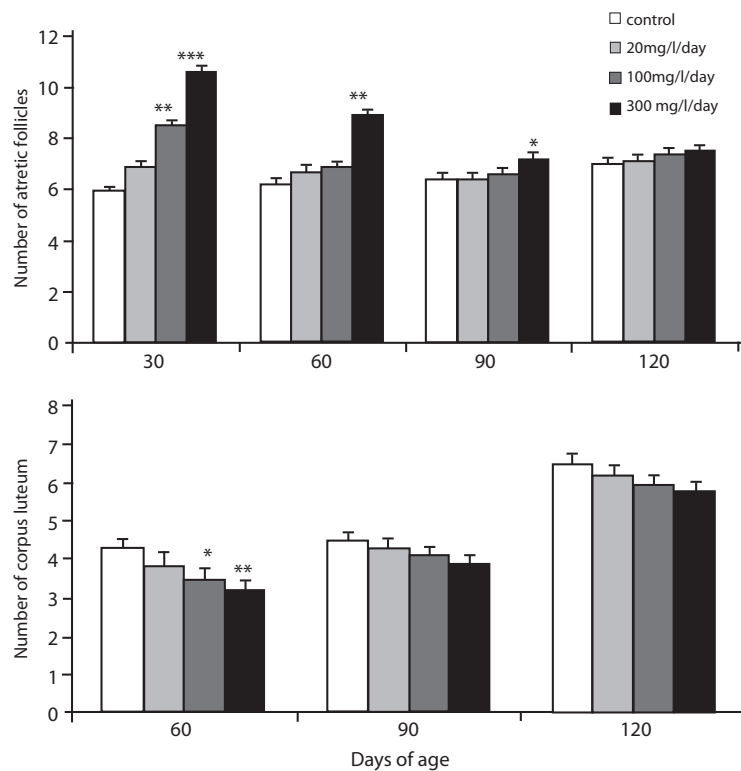 control
20mg/l/day
100mg/l/day
300 mg/l/day
Number of atretic follicles
12
10
8
6
4
2
0
***
**
**
*
30 60 90 120
Number of corpus luteum
8
7
6
5
4
3
2
1
0
*
**
60 90 120
Days of age